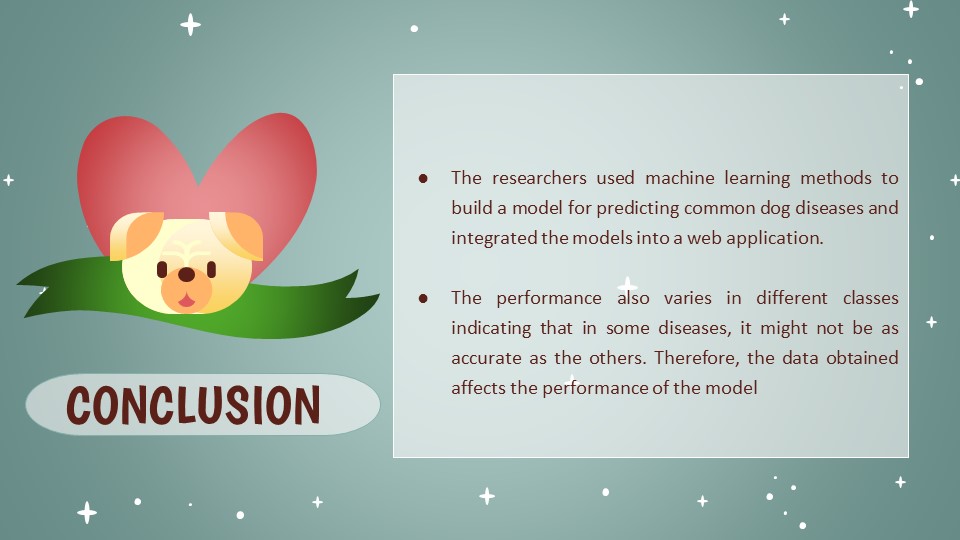 CONCLUSION
● The researchers used machine learning methods to
build a model for predicting common dog diseases and
integrated the models into a web application.
● The performance also varies in different classes
indicating that in some diseases, it might not be as
accurate as the others. Therefore, the data obtained
affects the performance of the model